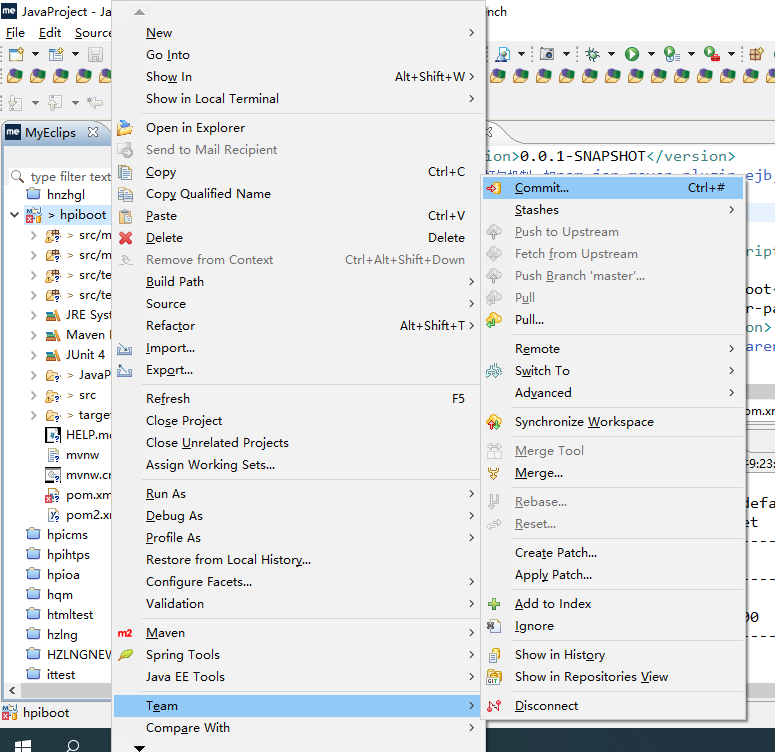 JavaProject - Ja
nch
File Edit Source
MyEclips
type filter text
hnzhgl
> hpiboot
> src/m
> src/m
> src/te
> src/te
JRE Sys
Maven
JUnit 4
> JavaP
> src
> target
HELP.m
mvnw
mvnw.c
pom.xm
pom2.x
hpicms
hpihtps
hpioa
hqm
htmltest
hzlng
HZLNGNEW
ittest
hpiboot
New
Go Into
Show In Alt+Shift+W
Show in Local Terminal
Open in Explorer
Send to Mail Recipient
Copy Ctrl+C
Copy Qualified Name
Paste Ctrl+V
Delete Delete
Remove from Context Ctrl+Alt+Shift+Down
Build Path
Source
Refactor Alt+Shift+T
Import...
Export...
Refresh F5
Close Project
Close Unrelated Projects
Assign Working Sets...
Run As
Debug As
Profile As
Restore from Local History...
Configure Facets...
Validation
m2 Maven
Spring Tools
Java EE Tools
Team
Compare With
ion>0.0.1-SNAPSHOT</version>
ejb,
Commit... Ctrl+#
Stashes
Push to Upstream
Fetch from Upstream
Push Branch 'master'...
Pull
Pull...
Remote
Switch To
Advanced
Synchronize Workspace
Merge Tool
Merge...
Rebase...
Reset...
Create Patch...
Apply Patch...
Add to Index
Ignore
Show in History
Show in Repositories View
Disconnect
ript
oot<
r-pa
on>
aren
om.xm
F9:23:
defa
et
00